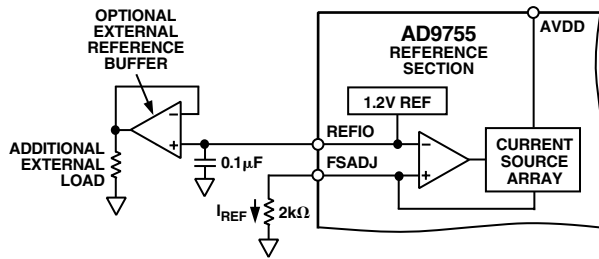 OPTIONAL
EXTERNAL
REFERENCE
BUFFER
AD9755
REFERENCE
SECTION
AVDD
1.2V REF
–
+
REFIO
ADDITIONAL
EXTERNAL
LOAD
0.1µF
FSADJ
–
+
CURRENT
SOURCE
ARRAY
IREF
2kΩ